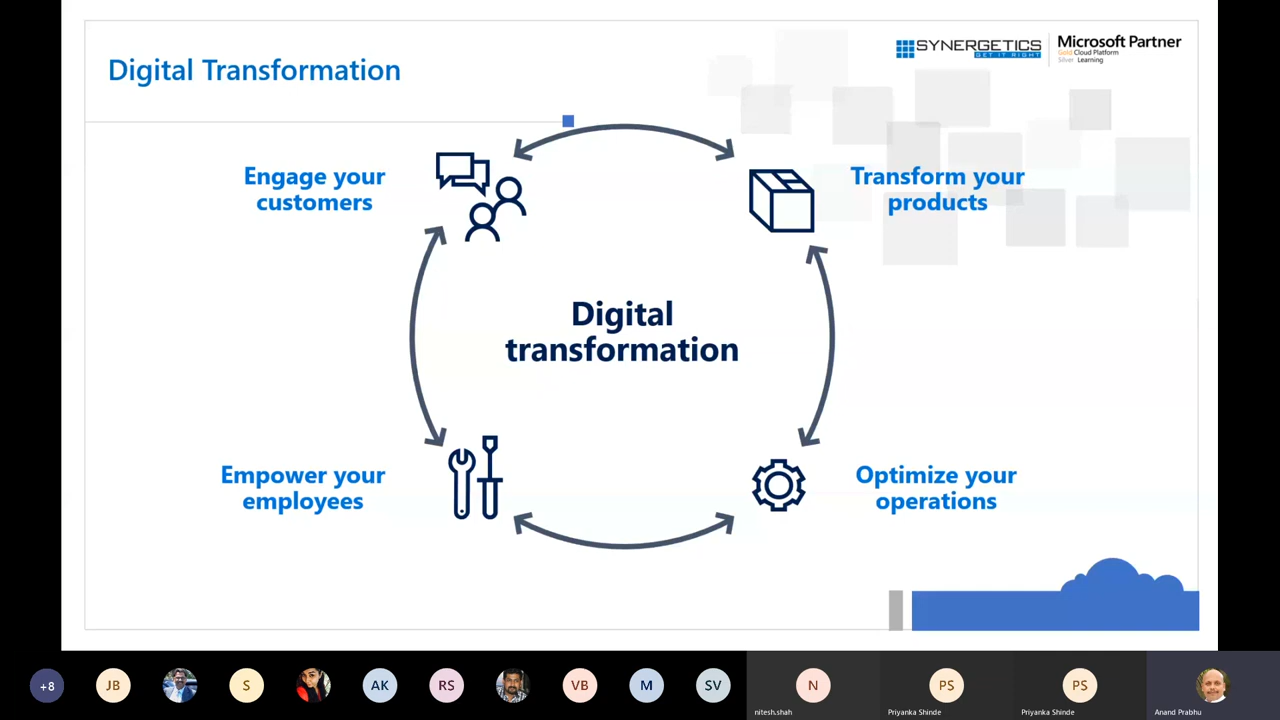 Digital Transformation
SYNERGETICS
GET IT RIGHT
Microsoft Partner
Gold Cloud Platform
Silver Learning
Engage your
customers
Transform your
products
Digital
transformation
Empower your
employees
Optimize your
operations
+8
JB
S
AK
RS
VB
M
SV
N
nitesh.shah
PS
Priyanka Shinde
PS
Priyanka Shinde
Anand Prabhu